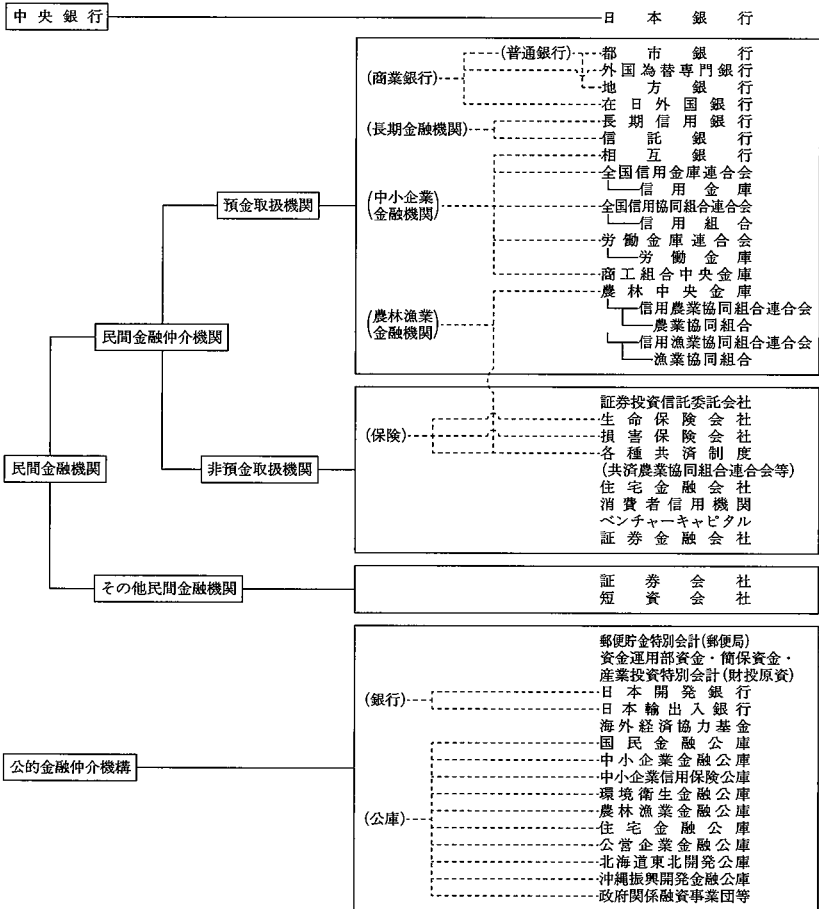 中央銀行
日本銀行
(普通銀行)
都市銀行
外国為替専門銀行
(商業銀行)
地方銀行
在日外国銀行
(長期金融機関)
長期信用銀行
信託銀行
相互銀行
全国信用金庫連合会
信用金庫
(中小企業
金融機関)
預金取扱機関
全国信用協同組合連合会
信用組合
労働金庫連合会
労働金庫
商工組合中央金庫
農林中央金庫
(農林漁業
金融機関)
信用農業協同組合連合会
農業協同組合
民間金融仲介機関
信用漁業協同組合連合会
漁業協同組合
証券投資信託委託会社
生命保険会社
(保険)
損害保険会社
各種共済制度
民間金融機関
非預金取扱機関
(共済農業協同組合連合会等)
住宅金融会社
消費者信用機関
ベンチャーキャピタル
証券金融会社
その他民間金融機関
証券会社
短資会社
郵便貯金特別会計(郵便局)
資金運用部資金・簡保資金・
産業投資特別会計(財投原資)
(銀行)
日本開発銀行
日本輸出入銀行
海外経済協力基金
国民金融公庫
公的金融仲介機構
中小企業金融公庫
中小企業信用保険公庫
環境衛生金融公庫
(公庫)
農林漁業金融公庫
住宅金融公庫
公営企業金融公庫
北海道東北開発公庫
沖縄振興開発金融公庫
政府関係融資事業団等